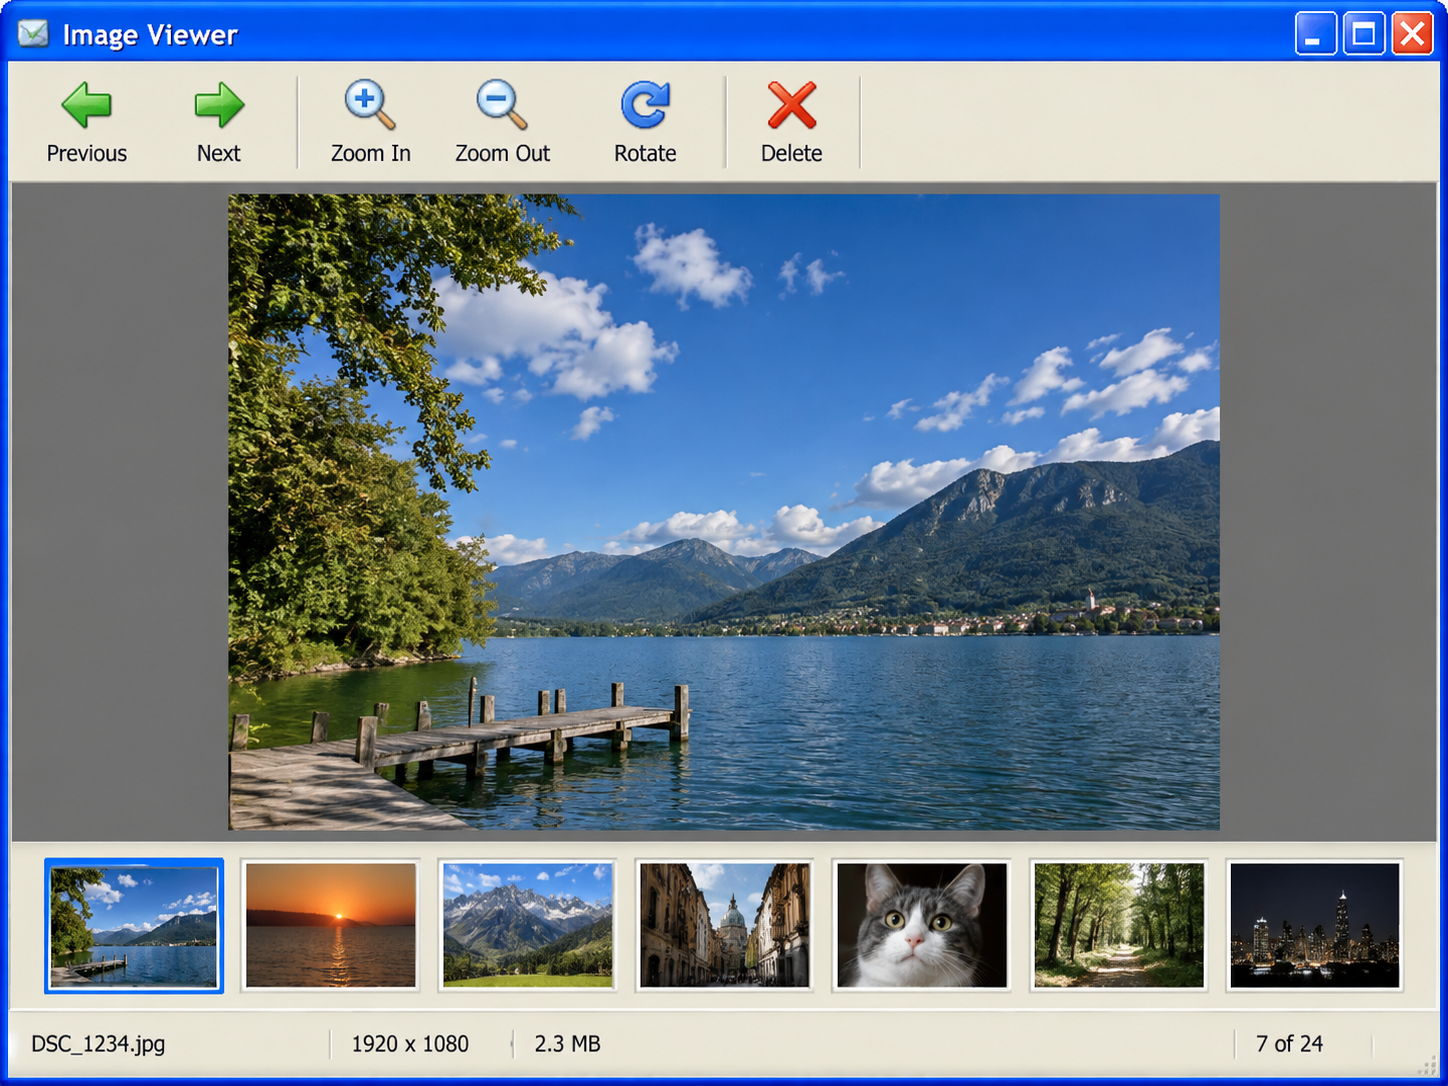 Image Viewer
Previous
Next
Zoom In
Zoom Out
Rotate
Delete
DSC_1234.jpg
1920 x 1080
2.3 MB
7 of 24